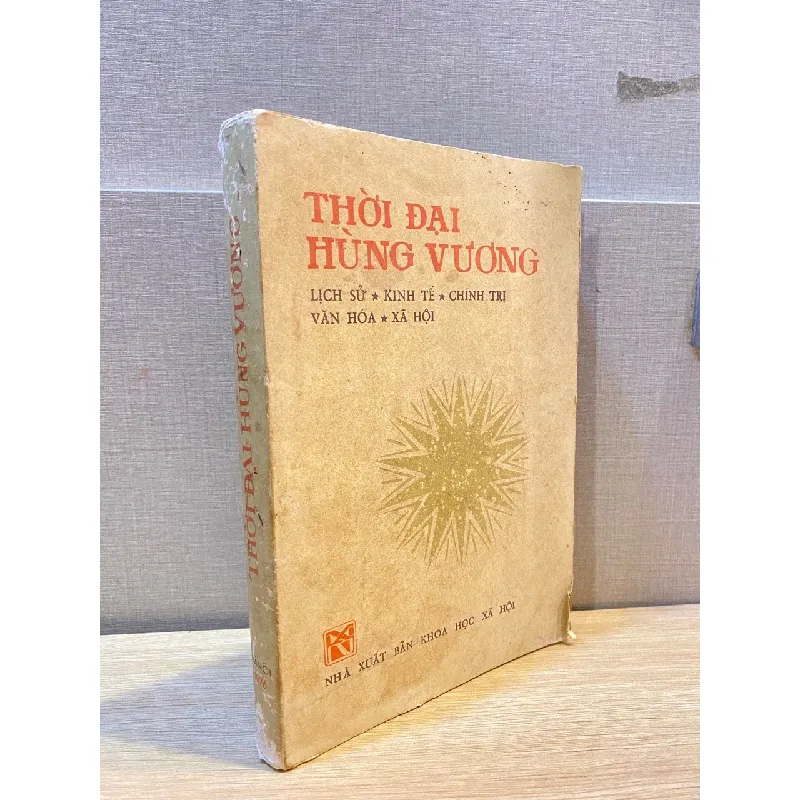 THỜI ĐẠI
HÙNG VƯƠNG
LỊCH SỬ ★ KINH TẾ ★ CHÍNH TRỊ
VĂN HÓA ★ XÃ HỘI
NHÀ XUẤT BẢN KHOA HỌC XÃ HỘI
THỜI ĐẠI HÙNG VƯƠNG